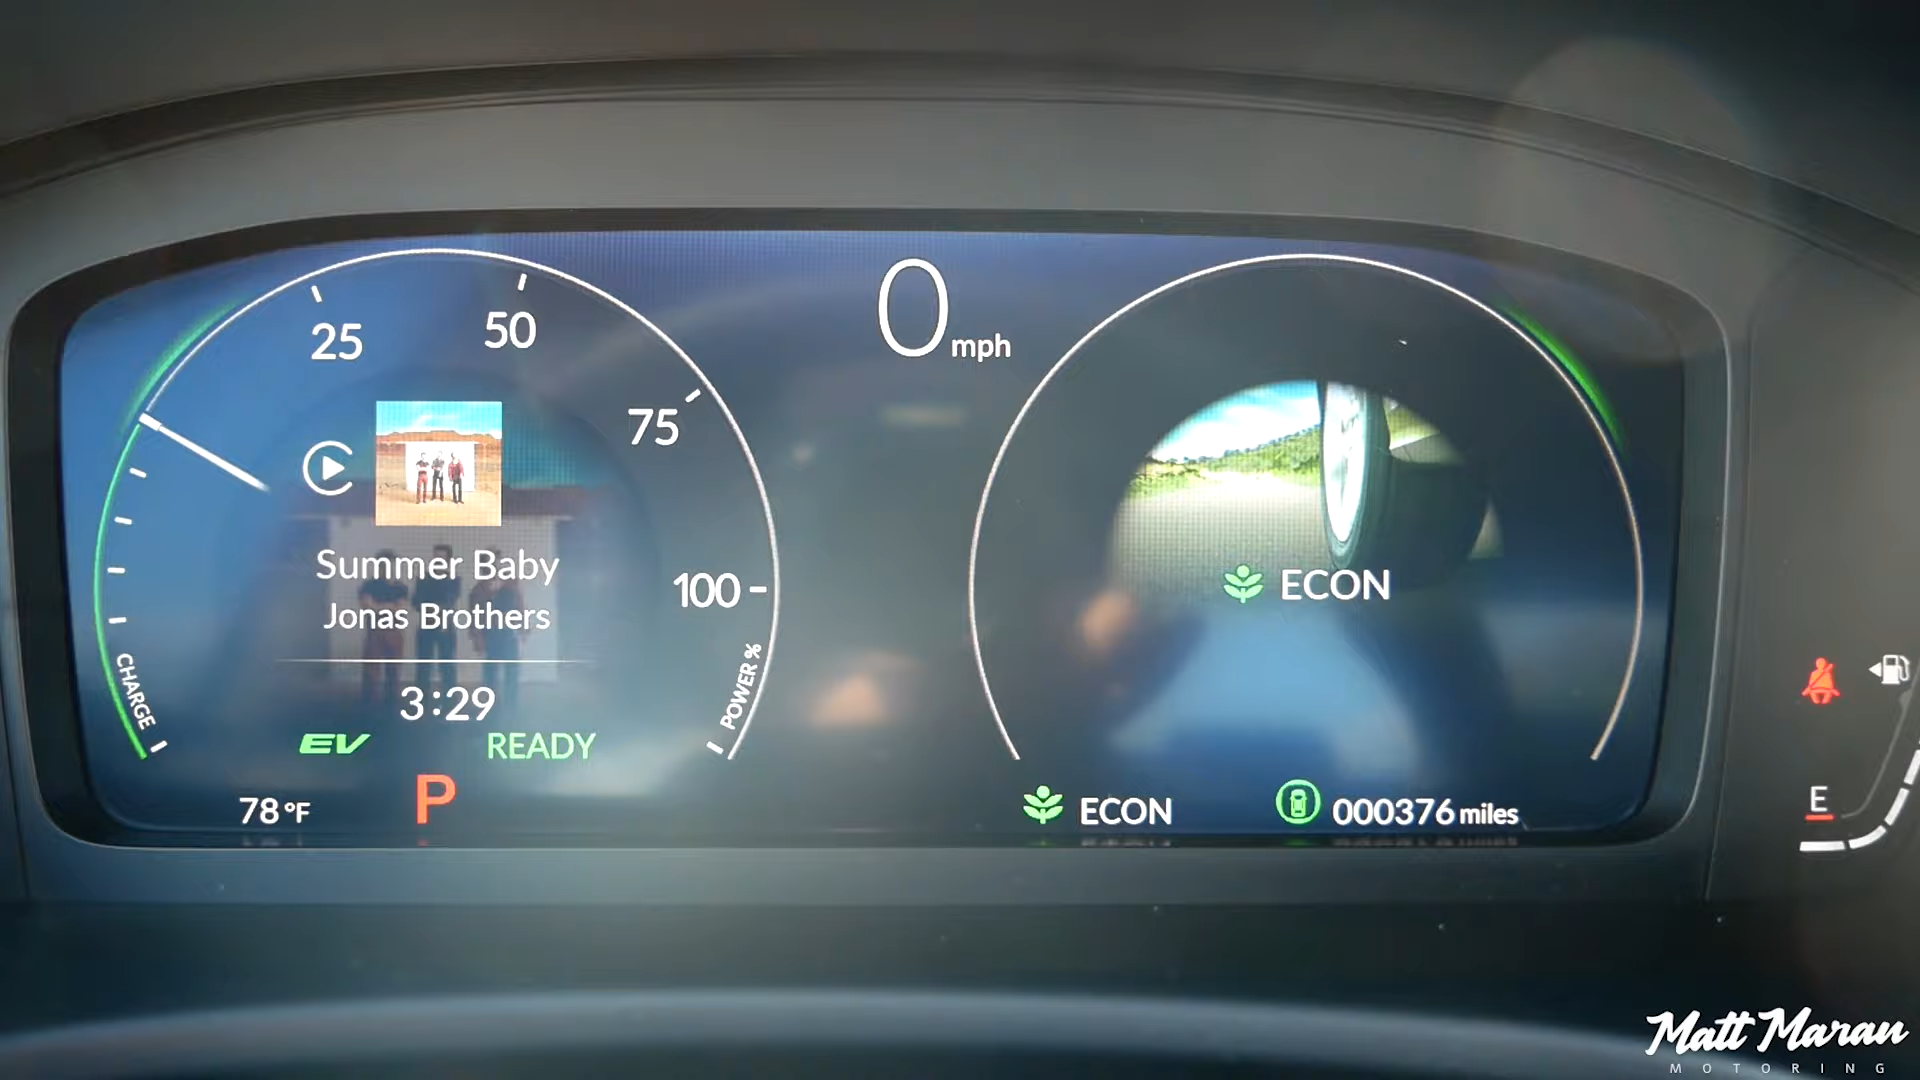 0 mph
25
50
75
100
Summer Baby
Jonas Brothers
CHARGE
POWER %
3:29
EV
READY
78 °F
P
ECON
ECON
000376 miles
E
Matt Maran
MOTORING